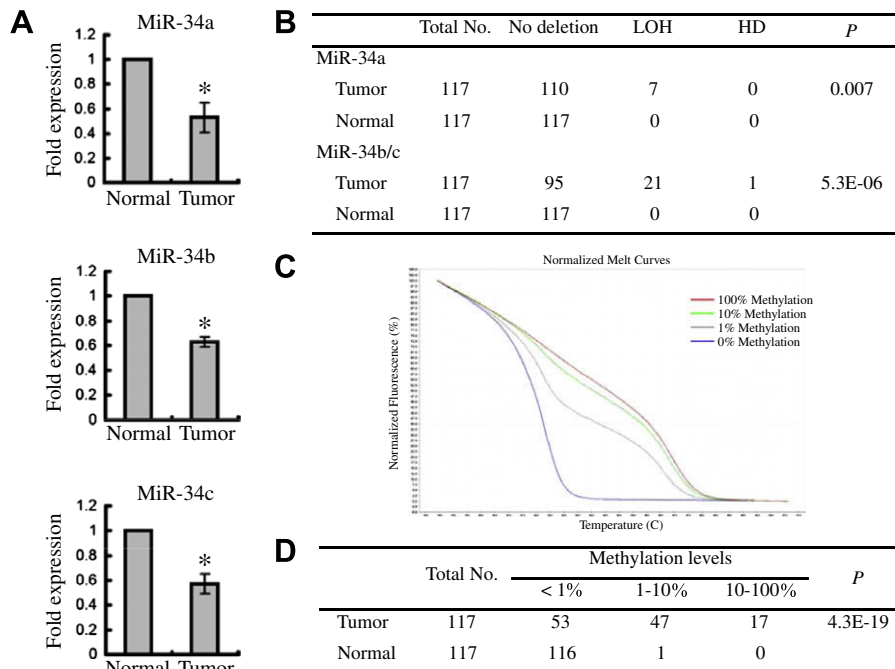 A
MiR-34a
Fold expression
1.2
1
0.8
0.6
0.4
0.2
0
*
Normal Tumor
MiR-34b
Fold expression
1.2
1
0.8
0.6
0.4
0.2
0
*
Normal Tumor
MiR-34c
Fold expression
1.2
1
0.8
0.6
0.4
0.2
0
*
Normal Tumor
B
Total No. No deletion LOH HD P
MiR-34a
Tumor 117 110 7 0 0.007
Normal 117 117 0 0
MiR-34b/c
Tumor 117 95 21 1 5.3E-06
Normal 117 117 0 0
C
Normalized Melt Curves
Normalized Fluorescence (%)
100% Methylation
10% Methylation
1% Methylation
0% Methylation
Temperature (C)
D
Total No. Methylation levels P
< 1% 1-10% 10-100%
Tumor 117 53 47 17 4.3E-19
Normal 117 116 1 0